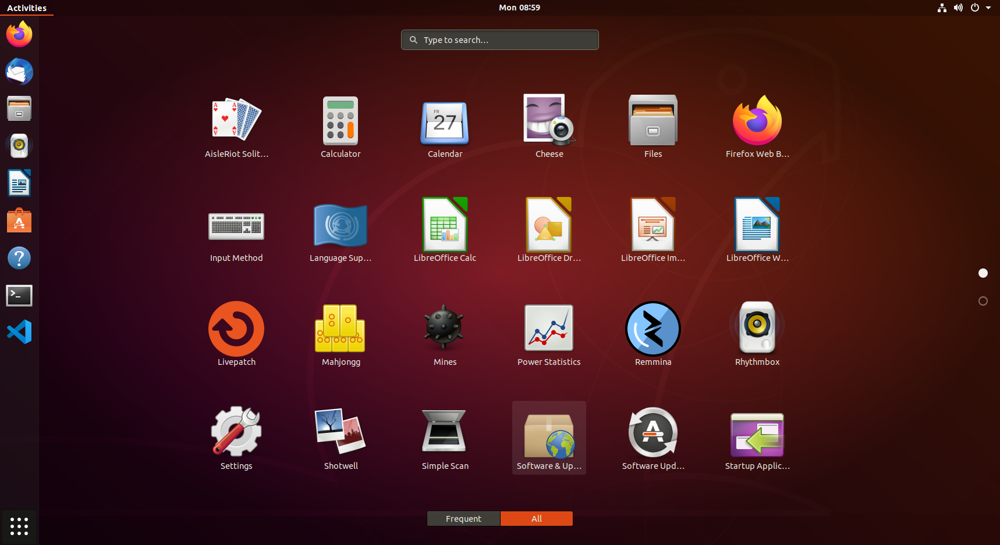 Activities
Mon 08:59
Type to search...
AisleRiot Solit...
Calculator
FR
27
Calendar
Cheese
Files
Firefox Web B...
Input Method
Language Sup...
LibreOffice Calc
LibreOffice Dr...
LibreOffice Im...
LibreOffice W...
Livepatch
Mahjongg
Mines
Power Statistics
Remmina
Rhythmbox
Settings
Shotwell
Simple Scan
Software & Up...
Software Upd...
Startup Applic...
Frequent
All